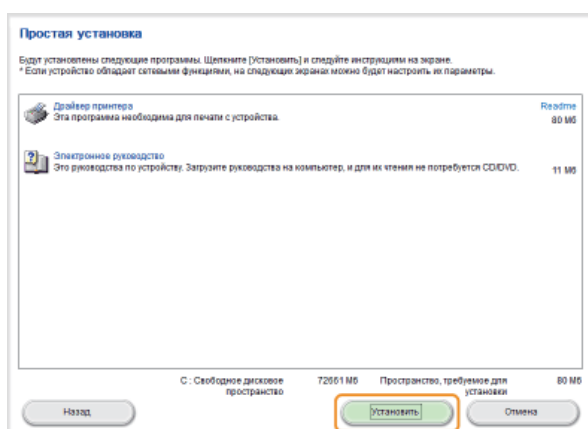 Простая установка
Будут установлены следующие программы. Щелкните [Установить] и следуйте инструкциям на экране.
* Если устройство обладает сетевыми функциями, на следующих экранах можно будет настроить их параметры.
Драйвер принтера Readme
Эта программа необходима для печати с устройства. 80 Мб
Электронное руководство
Это руководства по устройству. Загрузите руководства на компьютер, и для их чтения не потребуется CD/DVD. 11 Мб
C : Свободное дисковое 72661 Мб Пространство, требуемое для 80 Мб
пространство установки
Назад Установить Отмена